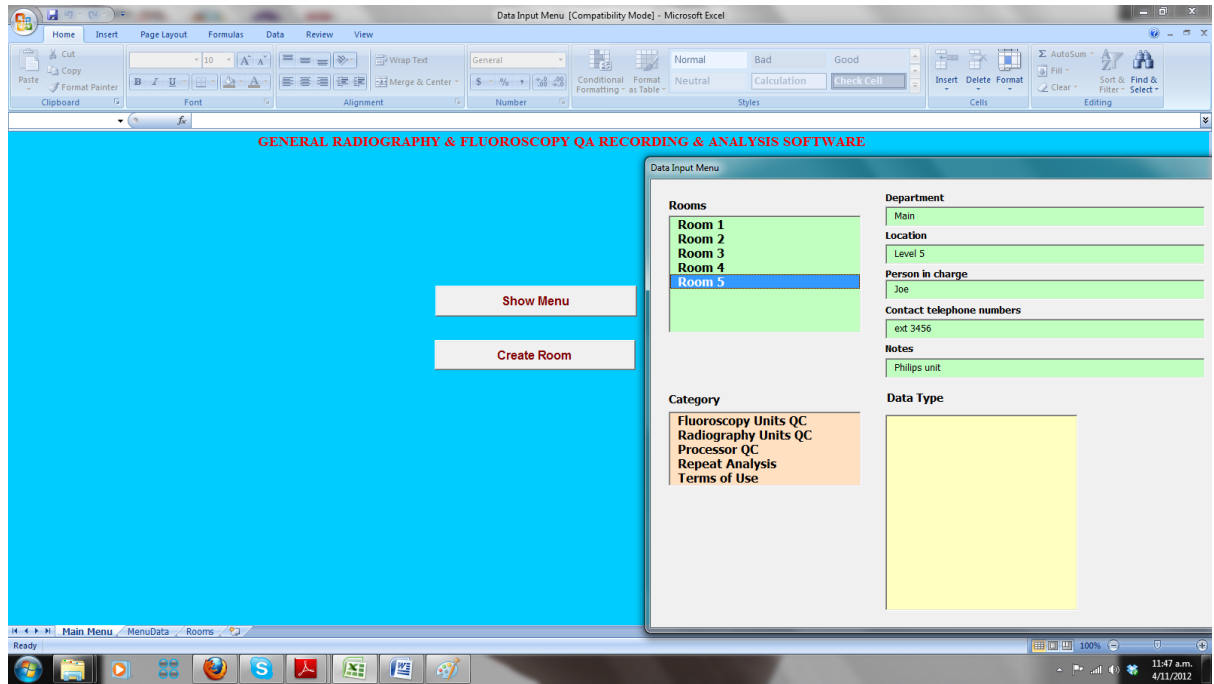 Data Input Menu [Compatibility Mode] - Microsoft Excel
Home Insert Page Layout Formulas Data Review View
Cut
Copy
Format Painter
Paste
Clipboard
10
B I U
Font
Wrap Text
Merge & Center
Alignment
General
$ % ,
Number
Conditional Formatting
Format as Table
Normal Bad Good
Neutral Calculation Check Cell
Styles
Insert Delete Format
Cells
Σ AutoSum
Fill
Clear
Sort & Filter
Find & Select
Editing
fx
GENERAL RADIOGRAPHY & FLUOROSCOPY QA RECORDING & ANALYSIS SOFTWARE
Show Menu
Create Room
Data Input Menu
Rooms
Room 1
Room 2
Room 3
Room 4
Room 5
Department
Main
Location
Level 5
Person in charge
Joe
Contact telephone numbers
ext 3456
Notes
Philips unit
Category
Fluoroscopy Units QC
Radiography Units QC
Processor QC
Repeat Analysis
Terms of Use
Data Type
Main Menu MenuData Rooms
Ready
100%
11:47 a.m.
4/11/2012